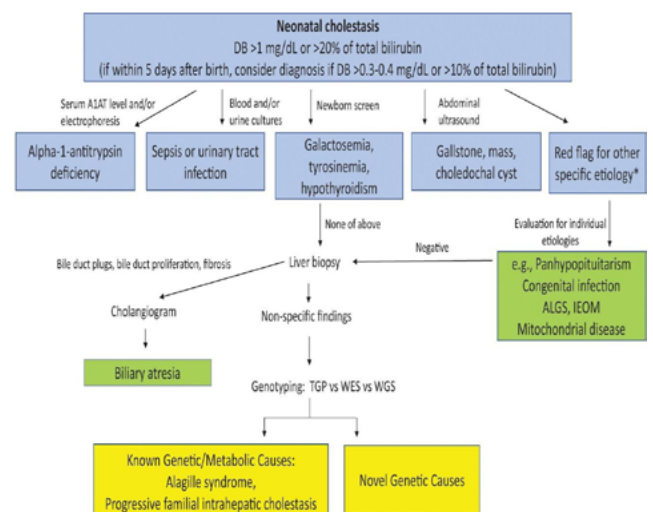 Neonatal cholestasis
DB >1 mg/dL or >20% of total bilirubin
(if within 5 days after birth, consider diagnosis if DB >0.3-0.4 mg/dL or >10% of total bilirubin)
Serum A1AT level and/or
electrophoresis
Blood and/or
urine cultures
Newborn screen
Abdominal
ultrasound
Alpha-1-antitrypsin
deficiency
Sepsis or urinary tract
infection
Galactosemia,
tyrosinemia,
hypothyroidism
Gallstone, mass,
choledochal cyst
Red flag for other
specific etiology*
None of above
Evaluation for individual
etiologies
Negative
Bile duct plugs, bile duct proliferation, fibrosis
Liver biopsy
e.g., Panhypopituitarism
Congenital infection
ALGS, IEOM
Mitochondrial disease
Cholangiogram
Non-specific findings
Biliary atresia
Genotyping: TGP vs WES vs WGS
Known Genetic/Metabolic Causes:
Alagille syndrome,
Progressive familial intrahepatic cholestasis
Novel Genetic Causes